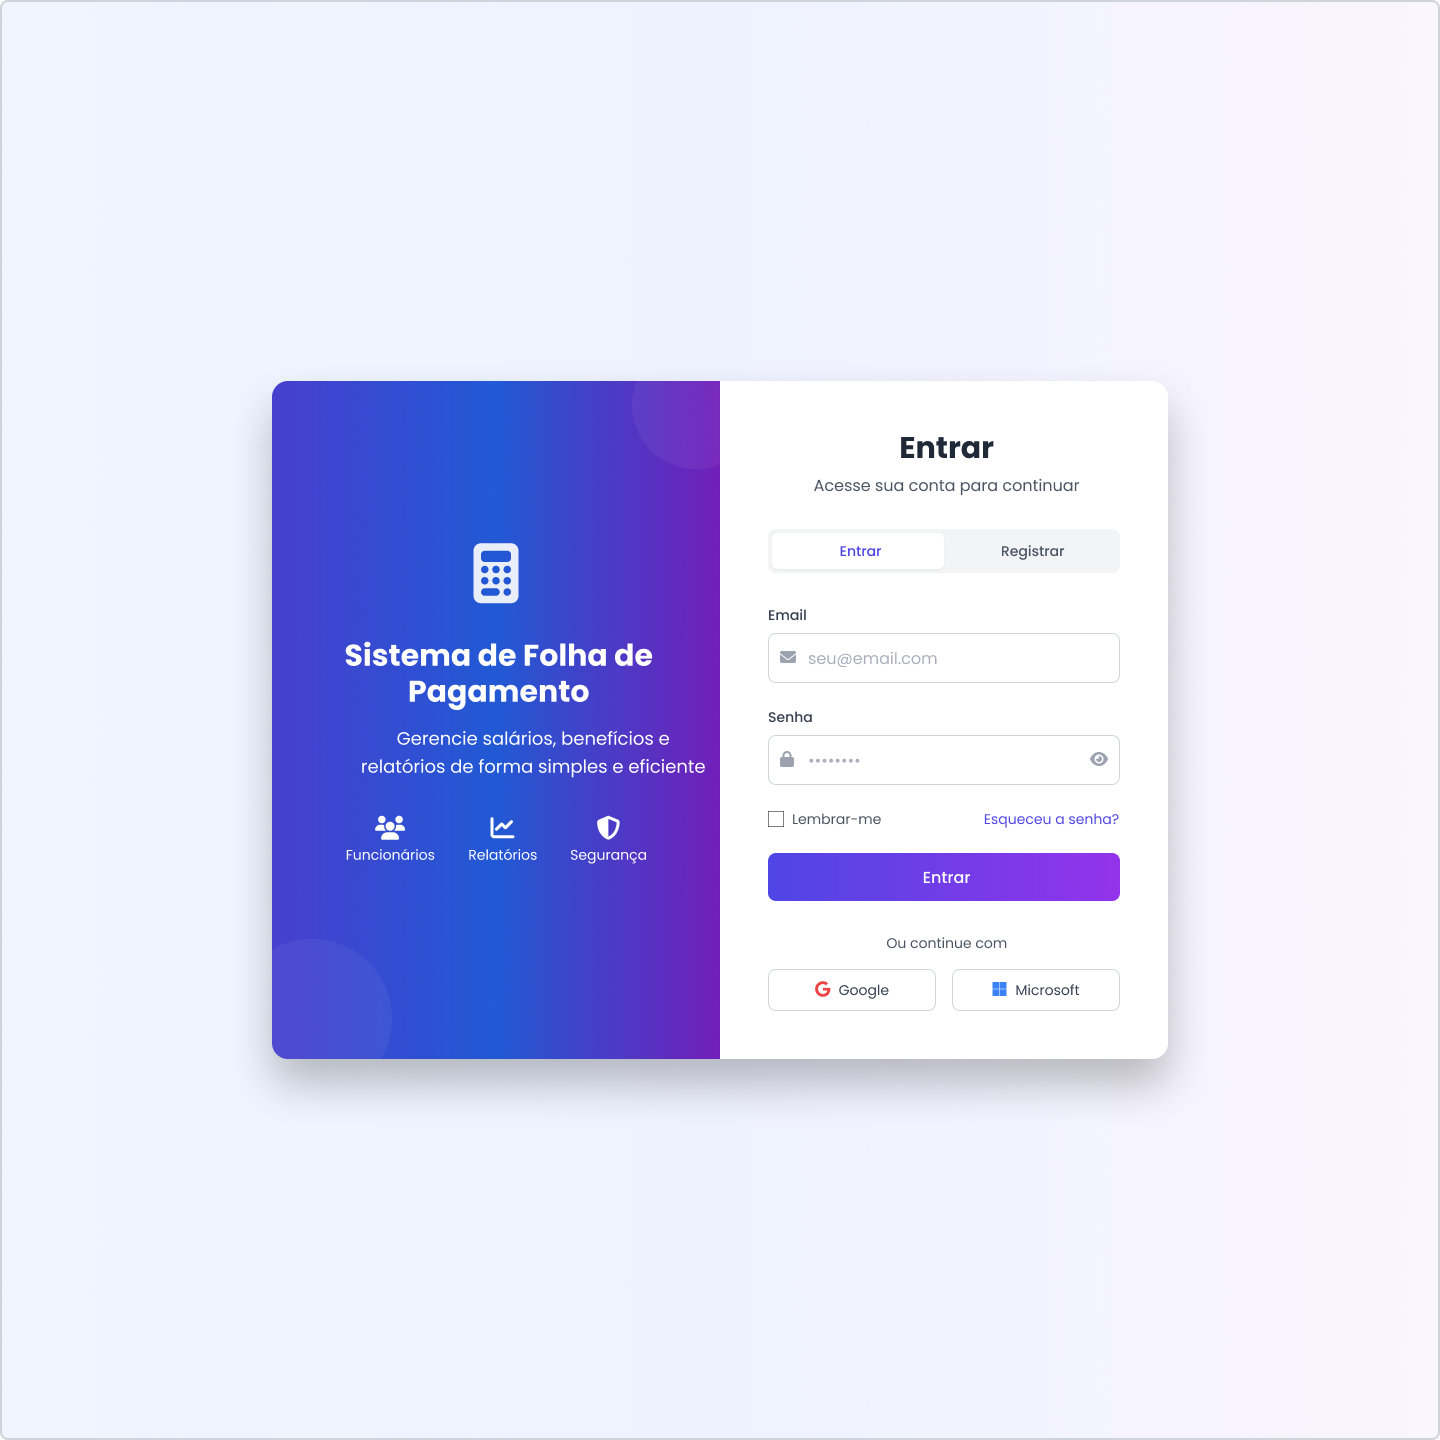 Sistema de Folha de
Pagamento
Gerencie salários, benefícios e
relatórios de forma simples e eficiente
Funcionários
Relatórios
Segurança
Entrar
Acesse sua conta para continuar
Entrar
Registrar
Email
seu@email.com
Senha
••••••••
Lembrar-me
Esqueceu a senha?
Entrar
Ou continue com
Google
Microsoft